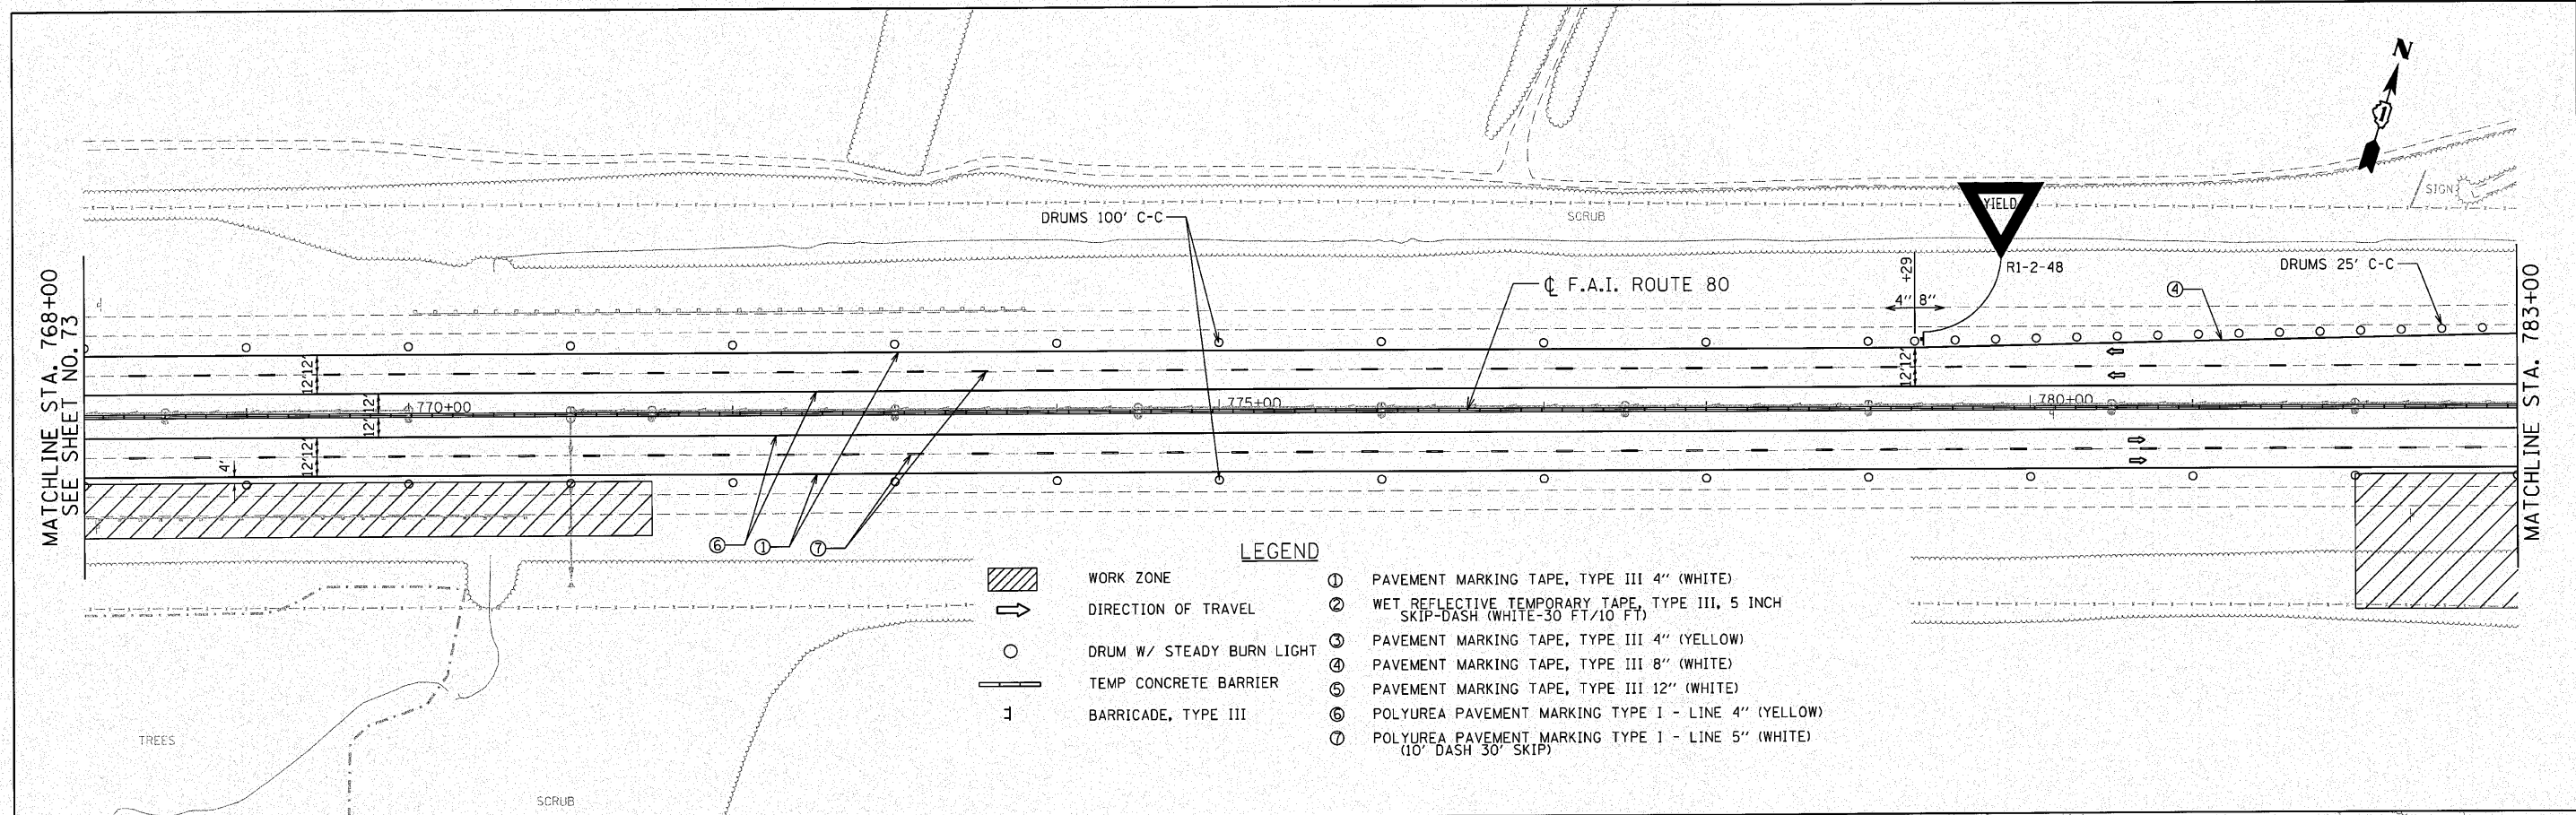 N
1
SIGN
YIELD
SCRUB
DRUMS 100' C-C
R1-2-48
DRUMS 25' C-C
+29
4" 8"
④
℄ F.A.I. ROUTE 80
MATCHLINE STA. 768+00
SEE SHEET NO. 73
MATCHLINE STA. 783+00
12'12'
12'12'
12'12'
12'12'
770+00
775+00
780+00
4'
⑥ ① ⑦
LEGEND
WORK ZONE
DIRECTION OF TRAVEL
DRUM W/ STEADY BURN LIGHT
TEMP CONCRETE BARRIER
BARRICADE, TYPE III
① PAVEMENT MARKING TAPE, TYPE III 4" (WHITE)
② WET REFLECTIVE TEMPORARY TAPE, TYPE III, 5 INCH
SKIP-DASH (WHITE-30 FT/10 FT)
③ PAVEMENT MARKING TAPE, TYPE III 4" (YELLOW)
④ PAVEMENT MARKING TAPE, TYPE III 8" (WHITE)
⑤ PAVEMENT MARKING TAPE, TYPE III 12" (WHITE)
⑥ POLYUREA PAVEMENT MARKING TYPE I - LINE 4" (YELLOW)
⑦ POLYUREA PAVEMENT MARKING TYPE I - LINE 5" (WHITE)
(10' DASH 30' SKIP)
TREES
SCRUB